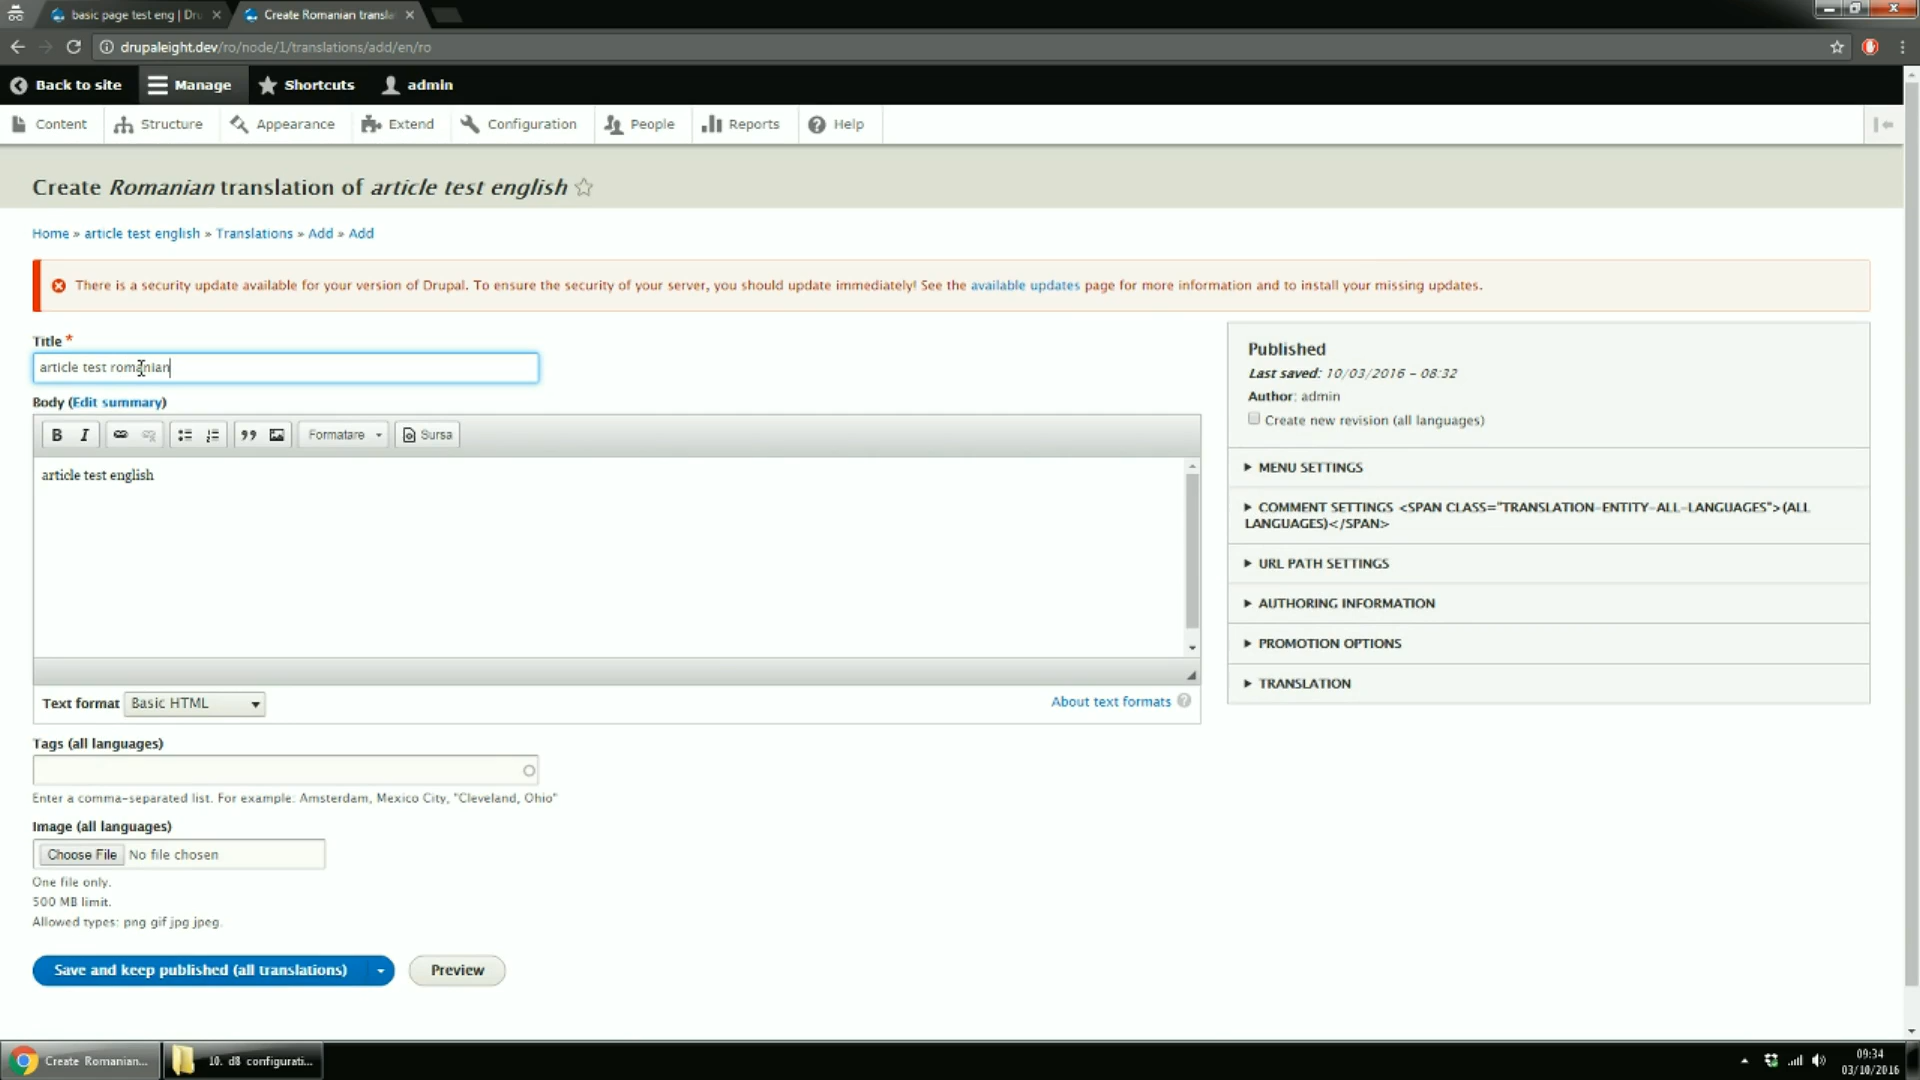 basic page test eng | Dru
Create Romanian transla
drupaleight.dev/ro/node/1/translations/add/en/ro
Back to site
Manage
Shortcuts
admin
Content
Structure
Appearance
Extend
Configuration
People
Reports
Help
Create Romanian translation of article test english
Home » article test english » Translations » Add » Add
There is a security update available for your version of Drupal. To ensure the security of your server, you should update immediately! See the available updates page for more information and to install your missing updates.
Title *
article test romanian
Body (Edit summary)
B I
Formatare
Sursa
article test english
Text format Basic HTML
About text formats ?
Tags (all languages)
Enter a comma-separated list. For example: Amsterdam, Mexico City, "Cleveland, Ohio"
Image (all languages)
Choose File No file chosen
One file only.
500 MB limit.
Allowed types: png gif jpg jpeg.
Save and keep published (all translations)
Preview
Published
Last saved: 10/03/2016 - 08:32
Author: admin
Create new revision (all languages)
MENU SETTINGS
COMMENT SETTINGS <SPAN CLASS="TRANSLATION-ENTITY-ALL-LANGUAGES">(ALL
LANGUAGES)</SPAN>
URL PATH SETTINGS
AUTHORING INFORMATION
PROMOTION OPTIONS
TRANSLATION
Create Romanian...
10. d8 configurati...
09:34
03/10/2016